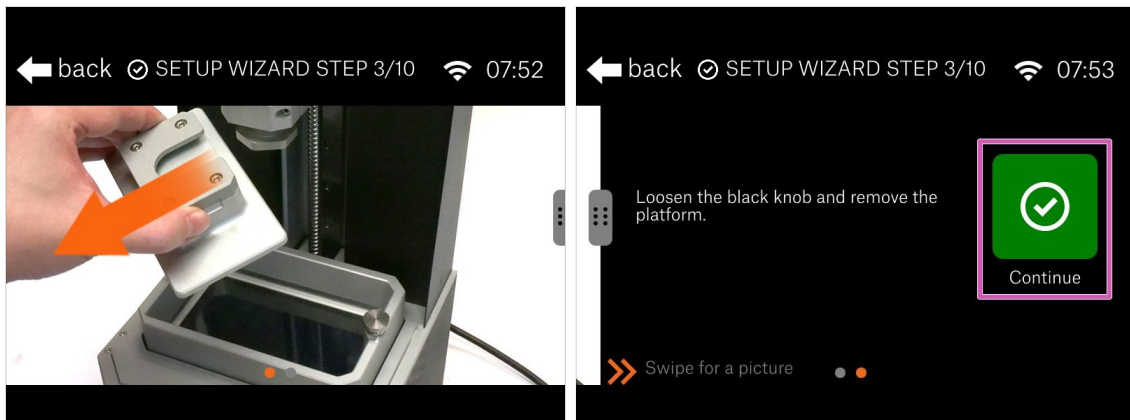 back SETUP WIZARD STEP 3/10 07:52
back SETUP WIZARD STEP 3/10 07:53
Loosen the black knob and remove the
platform.
Continue
Swipe for a picture